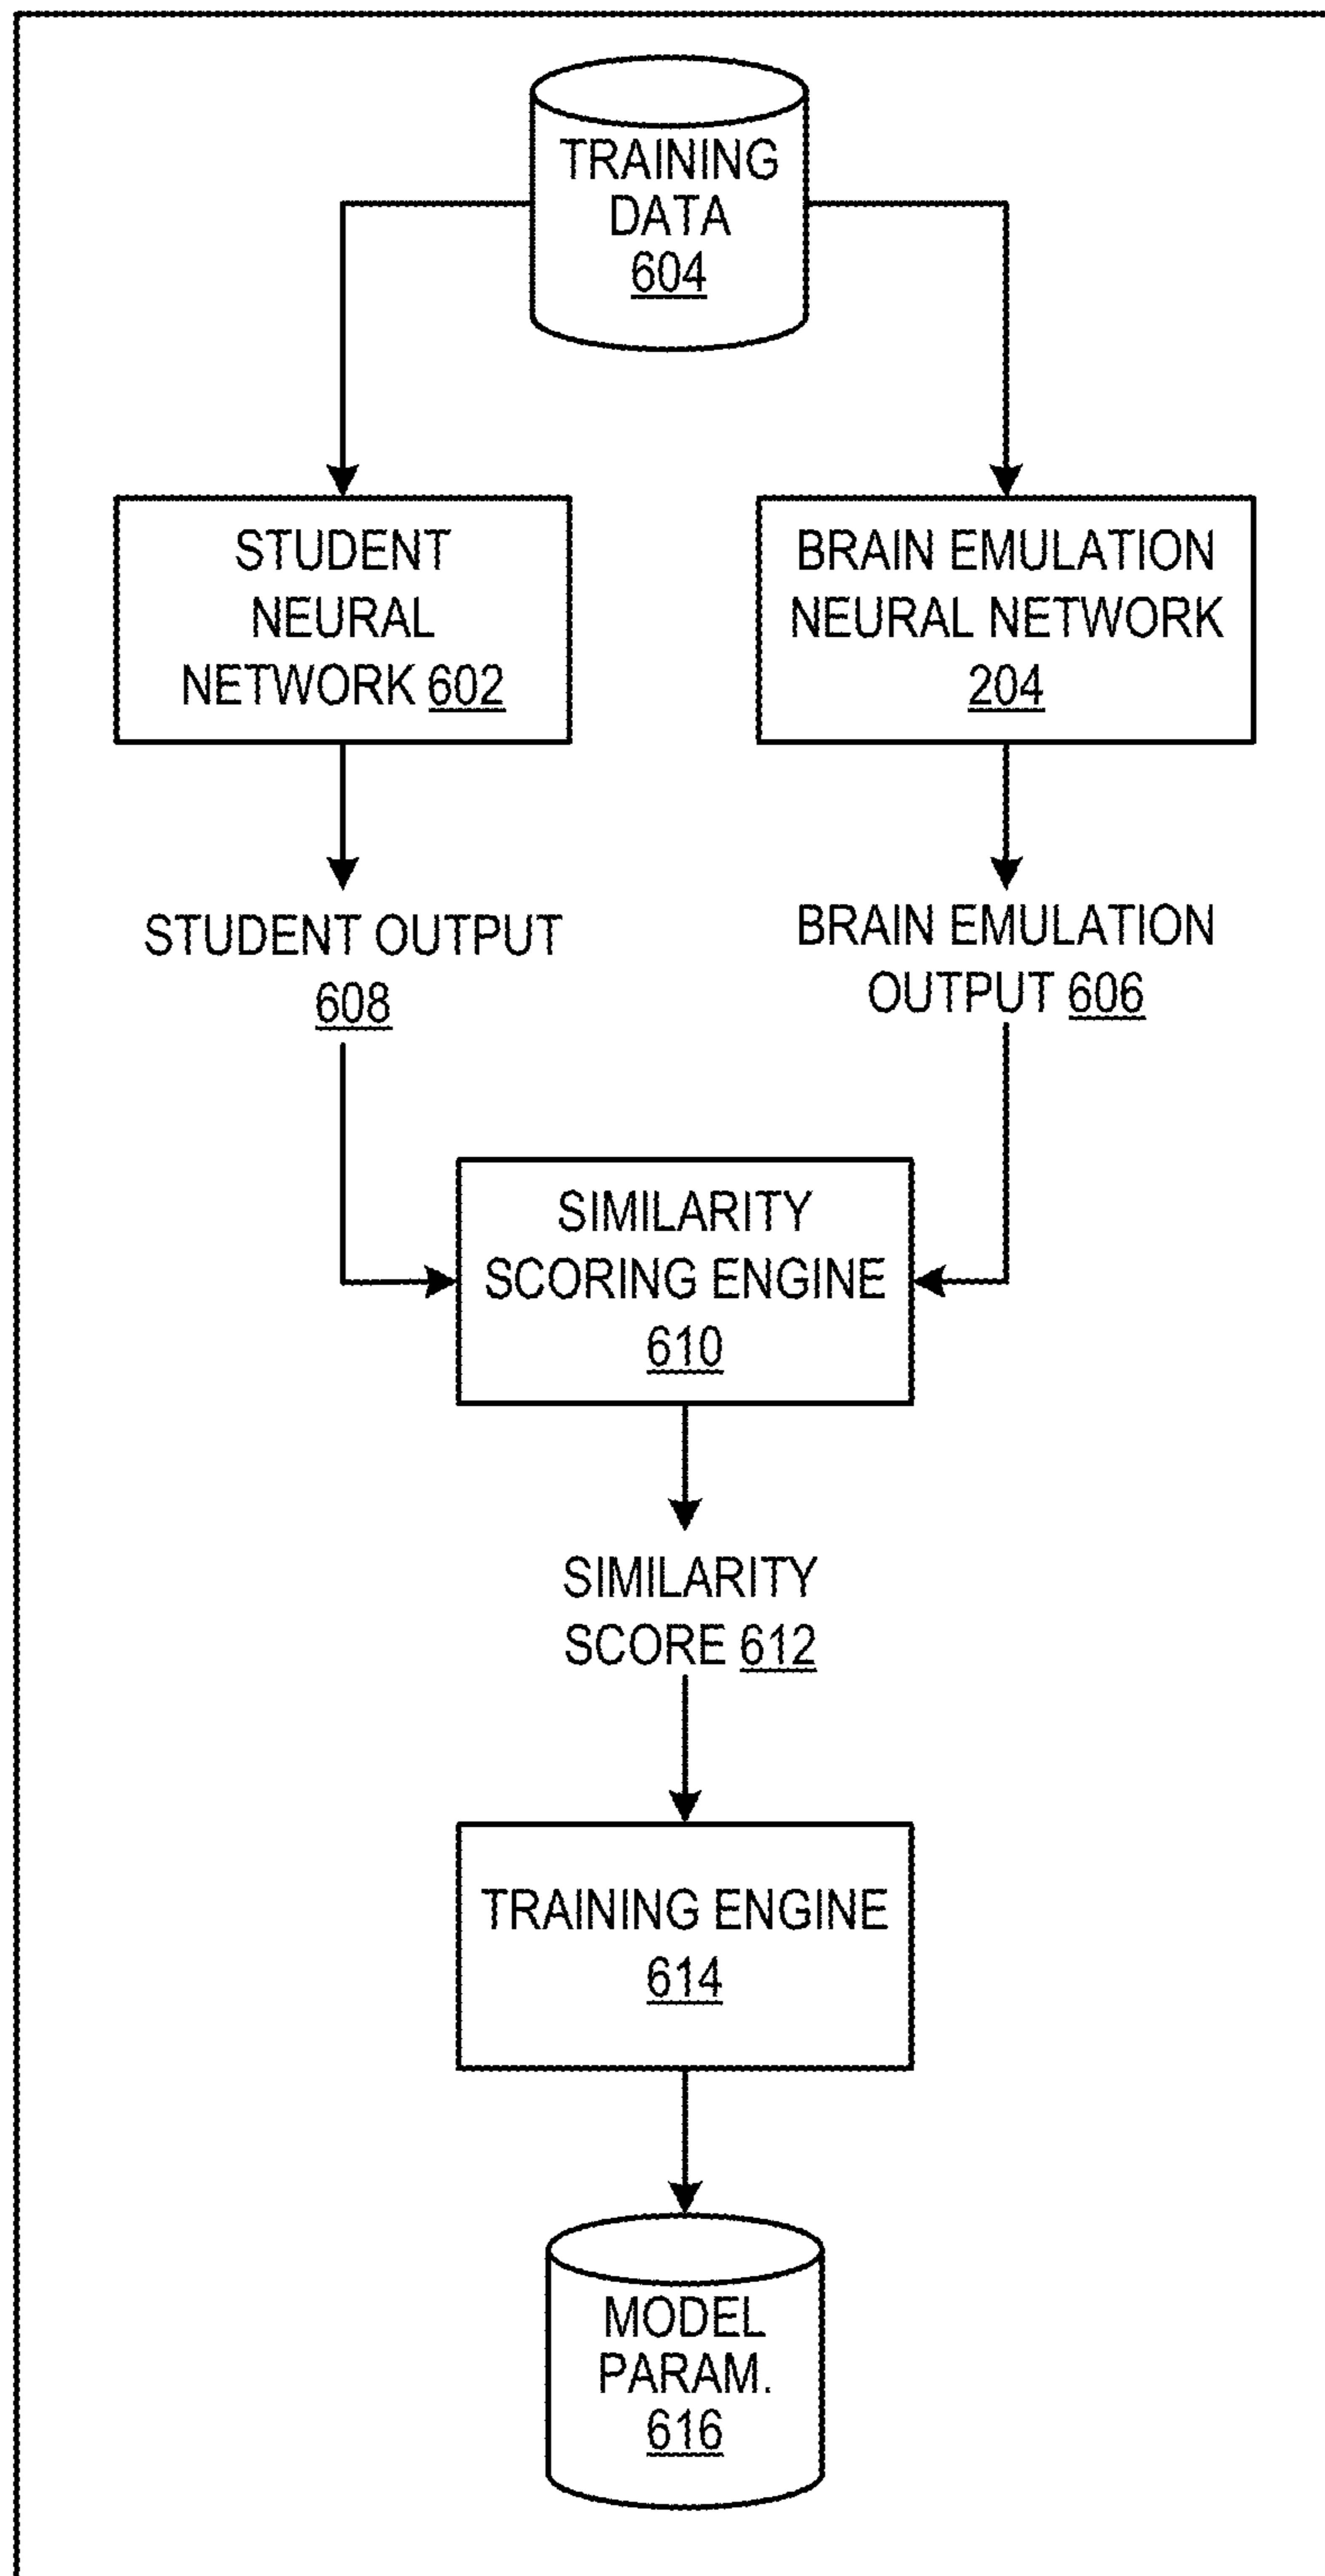 TRAINING
DATA
604
STUDENT
NEURAL
NETWORK 602
BRAIN EMULATION
NEURAL NETWORK
204
STUDENT OUTPUT
608
BRAIN EMULATION
OUTPUT 606
SIMILARITY
SCORING ENGINE
610
SIMILARITY
SCORE 612
TRAINING ENGINE
614
MODEL
PARAM.
616